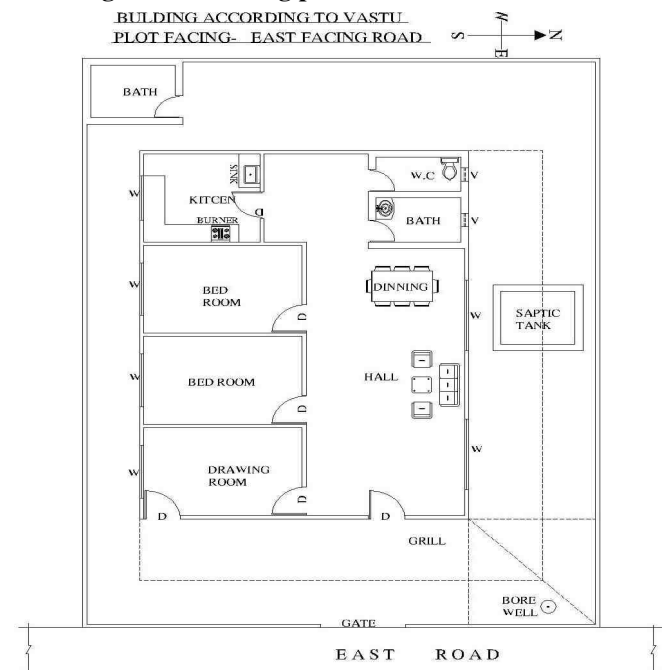 BULDING ACCORDING TO VASTU
PLOT FACING- EAST FACING ROAD
W
S
N
E
BATH
SINK
W.C
V
W
KITCEN
D
BURNER
BATH
V
W
BED
ROOM
D
DINNING
W
SAPTIC
TANK
W
BED ROOM
D
HALL
W
W
DRAWING
ROOM
D
D
D
GRILL
BORE
WELL
GATE
EAST ROAD